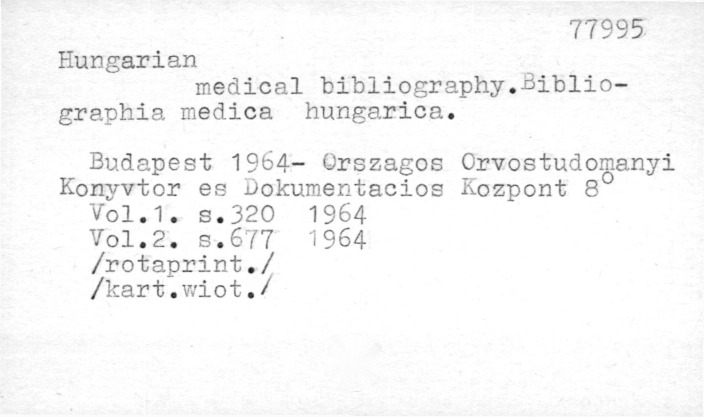 77995
Hungarian
medical bibliography.Biblio-
graphia medica hungarica.
Budapest 1964- Orszagos Orvostudomanyi
Konyvtor es Dokumentacios Kozpont 8°
Vol.1. s.320 1964
Vol.2. s.677 1964
/rotaprint./
/kart.wiot./